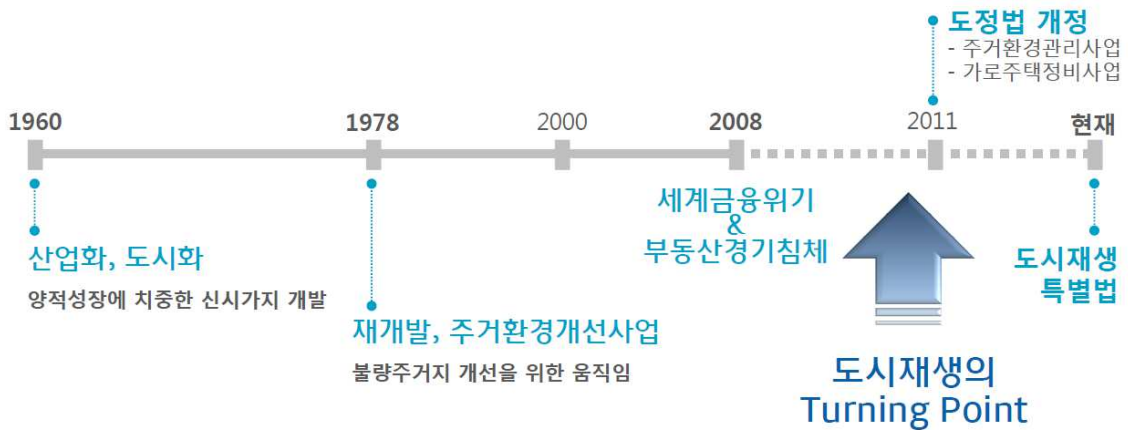 도정법 개정
- 주거환경관리사업
- 가로주택정비사업
1960
1978
2000
2008
2011
현재
산업화, 도시화
양적성장에 치중한 신시가지 개발
재개발, 주거환경개선사업
불량주거지 개선을 위한 움직임
세계금융위기
&
부동산경기침체
도시재생의
Turning Point
도시재생
특별법